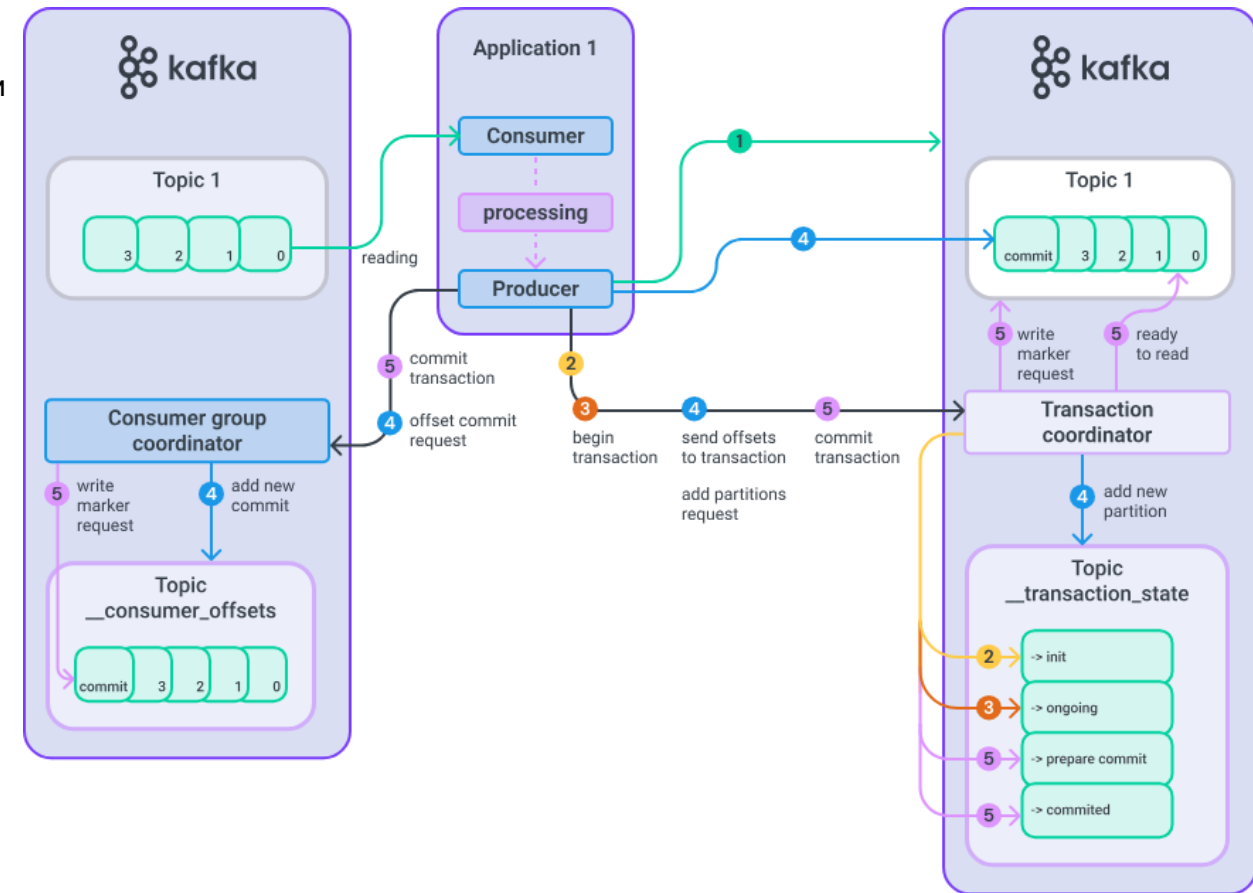 и
kafka
Topic 1
3 2 1 0
reading
Application 1
Consumer
processing
Producer
1
4
kafka
Topic 1
commit 3 2 1 0
5
write
marker
request
5
ready
to read
5
commit
transaction
4
offset commit
request
2
3
begin
transaction
4
send offsets
to transaction
add partitions
request
5
commit
transaction
Consumer group
coordinator
5
write
marker
request
4
add new
commit
Topic
__consumer_offsets
commit 3 2 1 0
Transaction
coordinator
4
add new
partition
Topic
__transaction_state
2
-> init
3
-> ongoing
5
-> prepare commit
5
-> commited